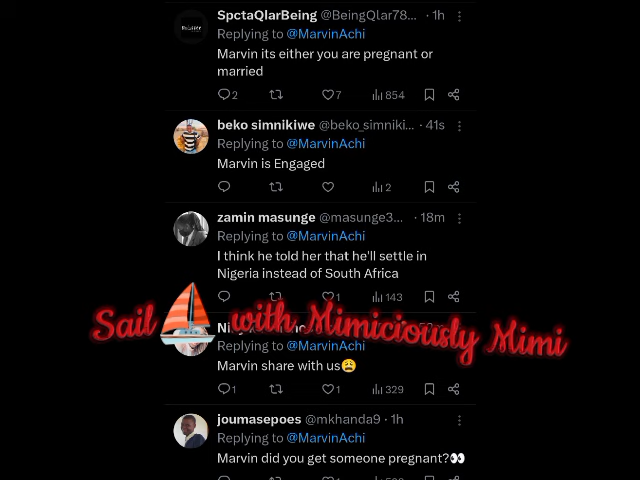 SpctaQlarBeing @BeingQlar78... · 1h
Replying to @MarvinAchi
Marvin its either you are pregnant or
married
2 7 854
beko simnikiwe @beko_simniki... · 41s
Replying to @MarvinAchi
Marvin is Engaged
2
zamin masunge @masunge3... · 18m
Replying to @MarvinAchi
I think he told her that he'll settle in
Nigeria instead of South Africa
1 143
Sail with Mimiciously Mimi
Replying to @MarvinAchi
Marvin share with us😩
1 1 329
joumasepoes @mkhanda9 · 1h
Replying to @MarvinAchi
Marvin did you get someone pregnant?👀